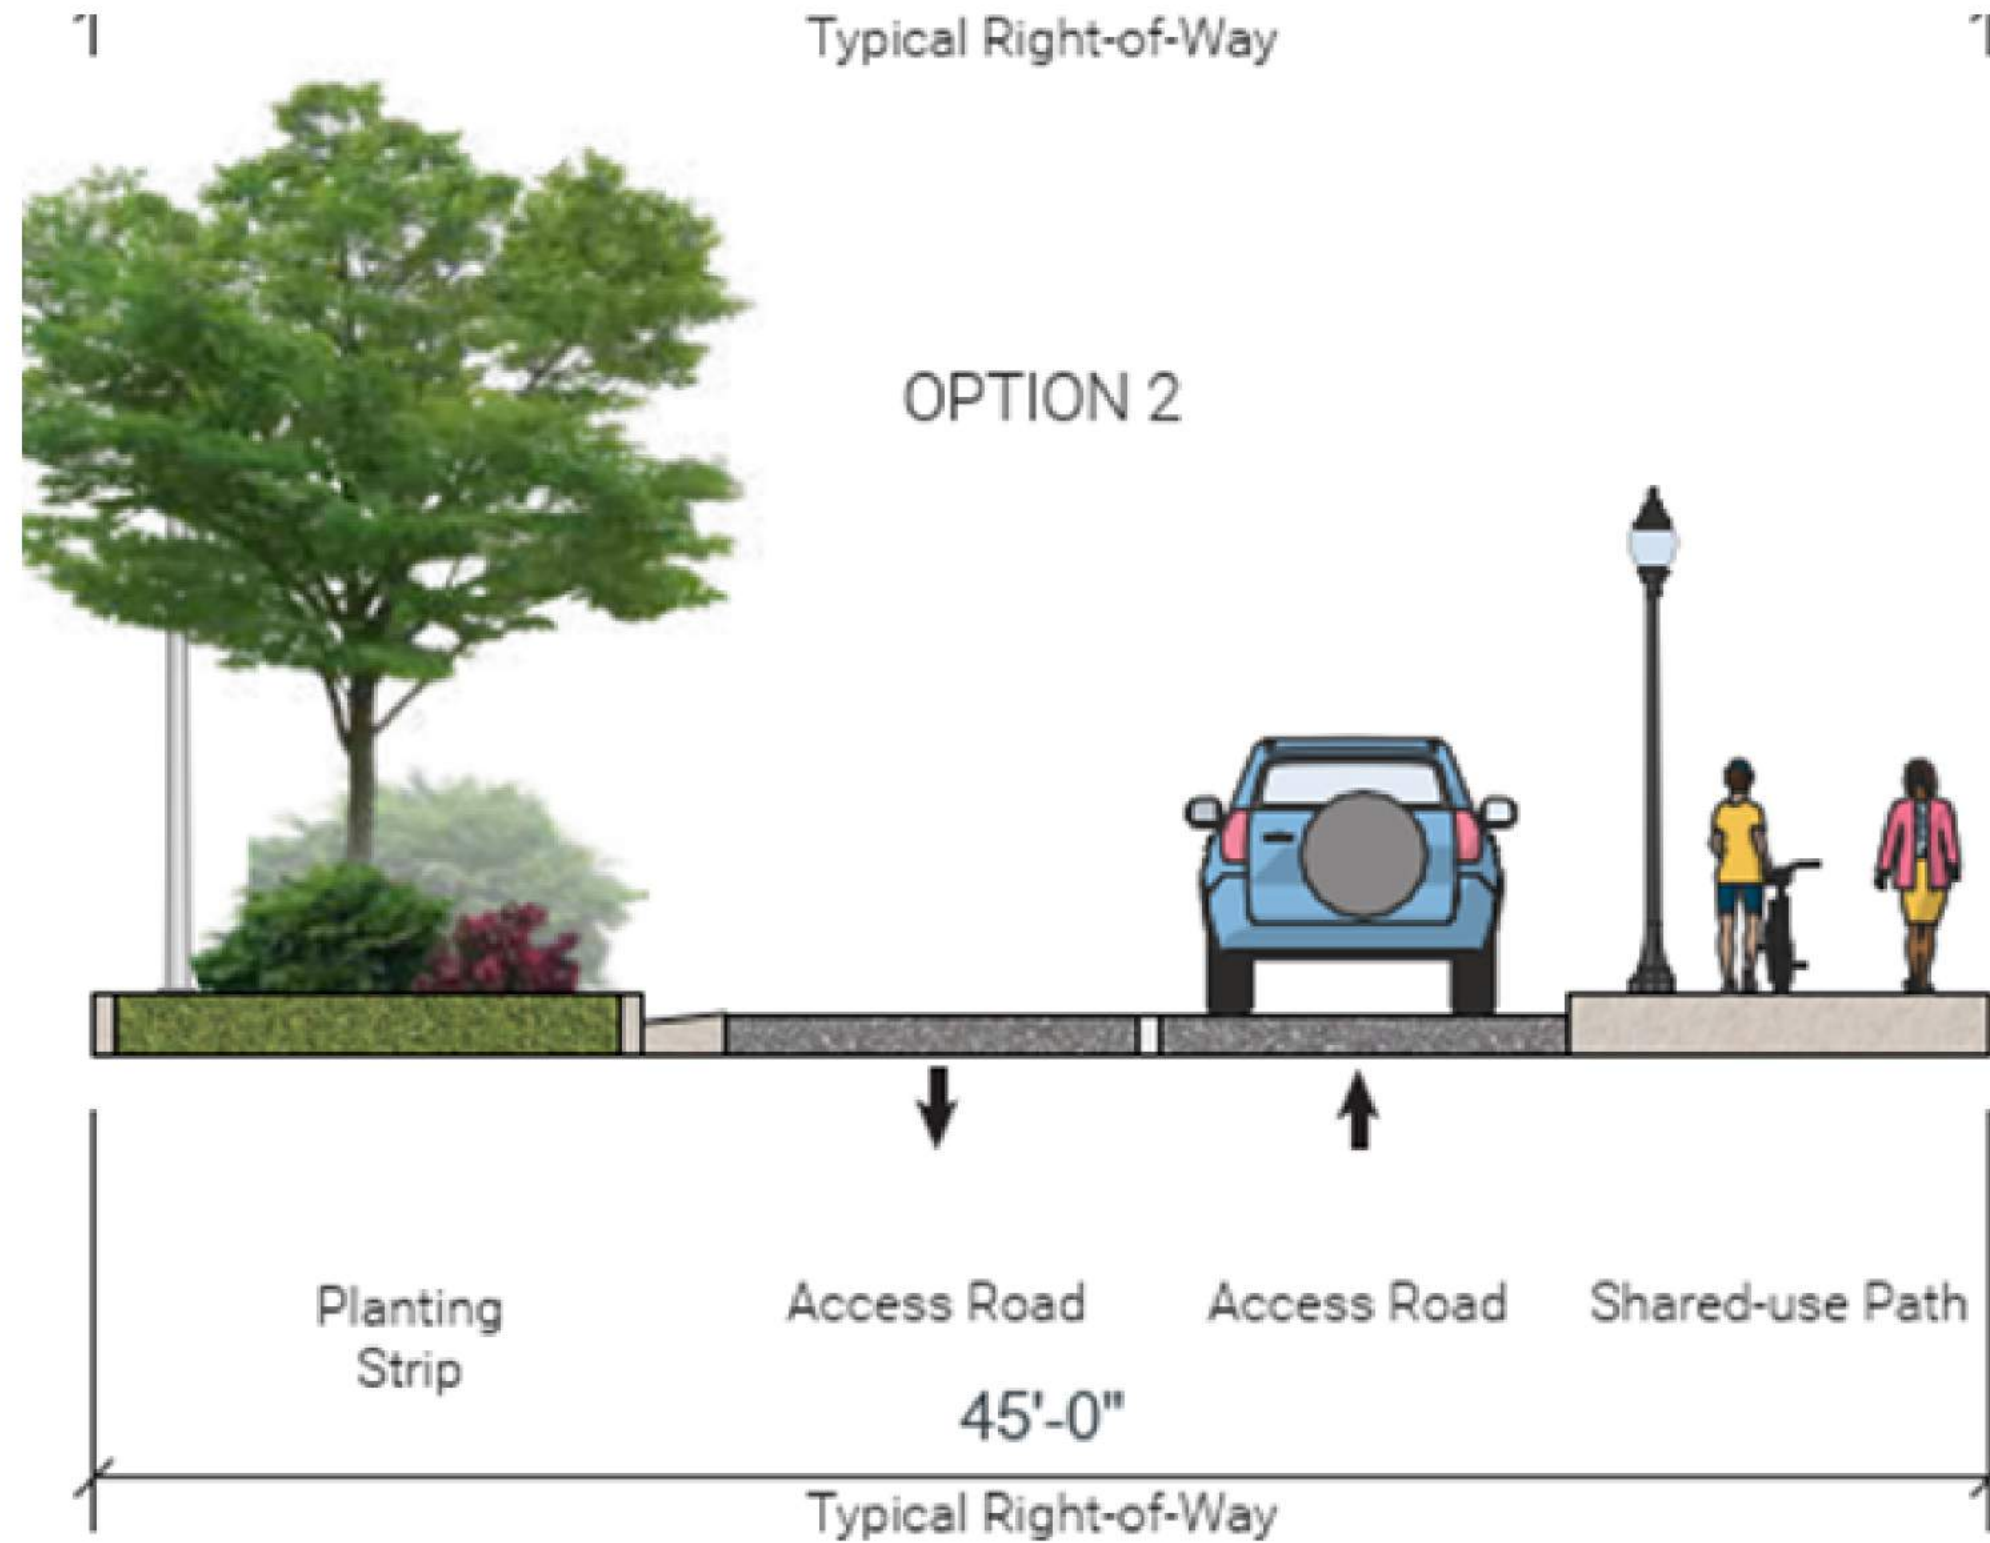 Typical Right-of-Way
OPTION 2
Planting
Strip
Access Road
Access Road
Shared-use Path
45'-0"
Typical Right-of-Way